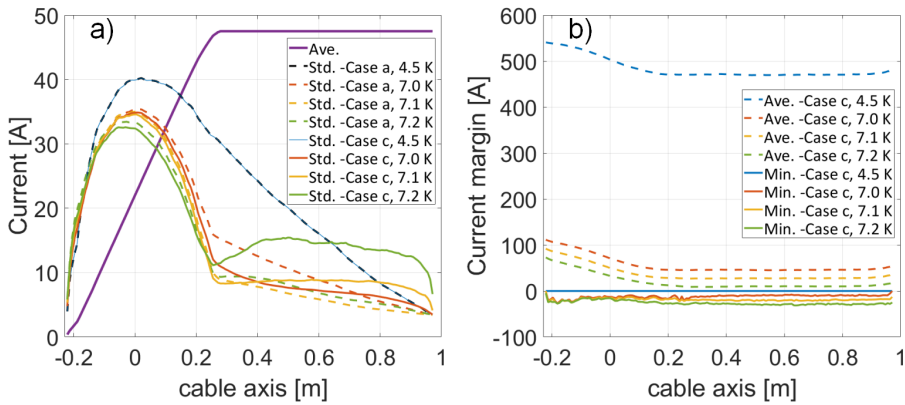 a)
Current [A]
50
40
30
20
10
0
Ave.
Std. -Case a, 4.5 K
Std. -Case a, 7.0 K
Std. -Case a, 7.1 K
Std. -Case a, 7.2 K
Std. -Case c, 4.5 K
Std. -Case c, 7.0 K
Std. -Case c, 7.1 K
Std. -Case c, 7.2 K
-0.2 0 0.2 0.4 0.6 0.8 1
cable axis [m]
b)
Current margin [A]
600
500
400
300
200
100
0
-100
Ave. -Case c, 4.5 K
Ave. -Case c, 7.0 K
Ave. -Case c, 7.1 K
Ave. -Case c, 7.2 K
Min. -Case c, 4.5 K
Min. -Case c, 7.0 K
Min. -Case c, 7.1 K
Min. -Case c, 7.2 K
-0.2 0 0.2 0.4 0.6 0.8 1
cable axis [m]